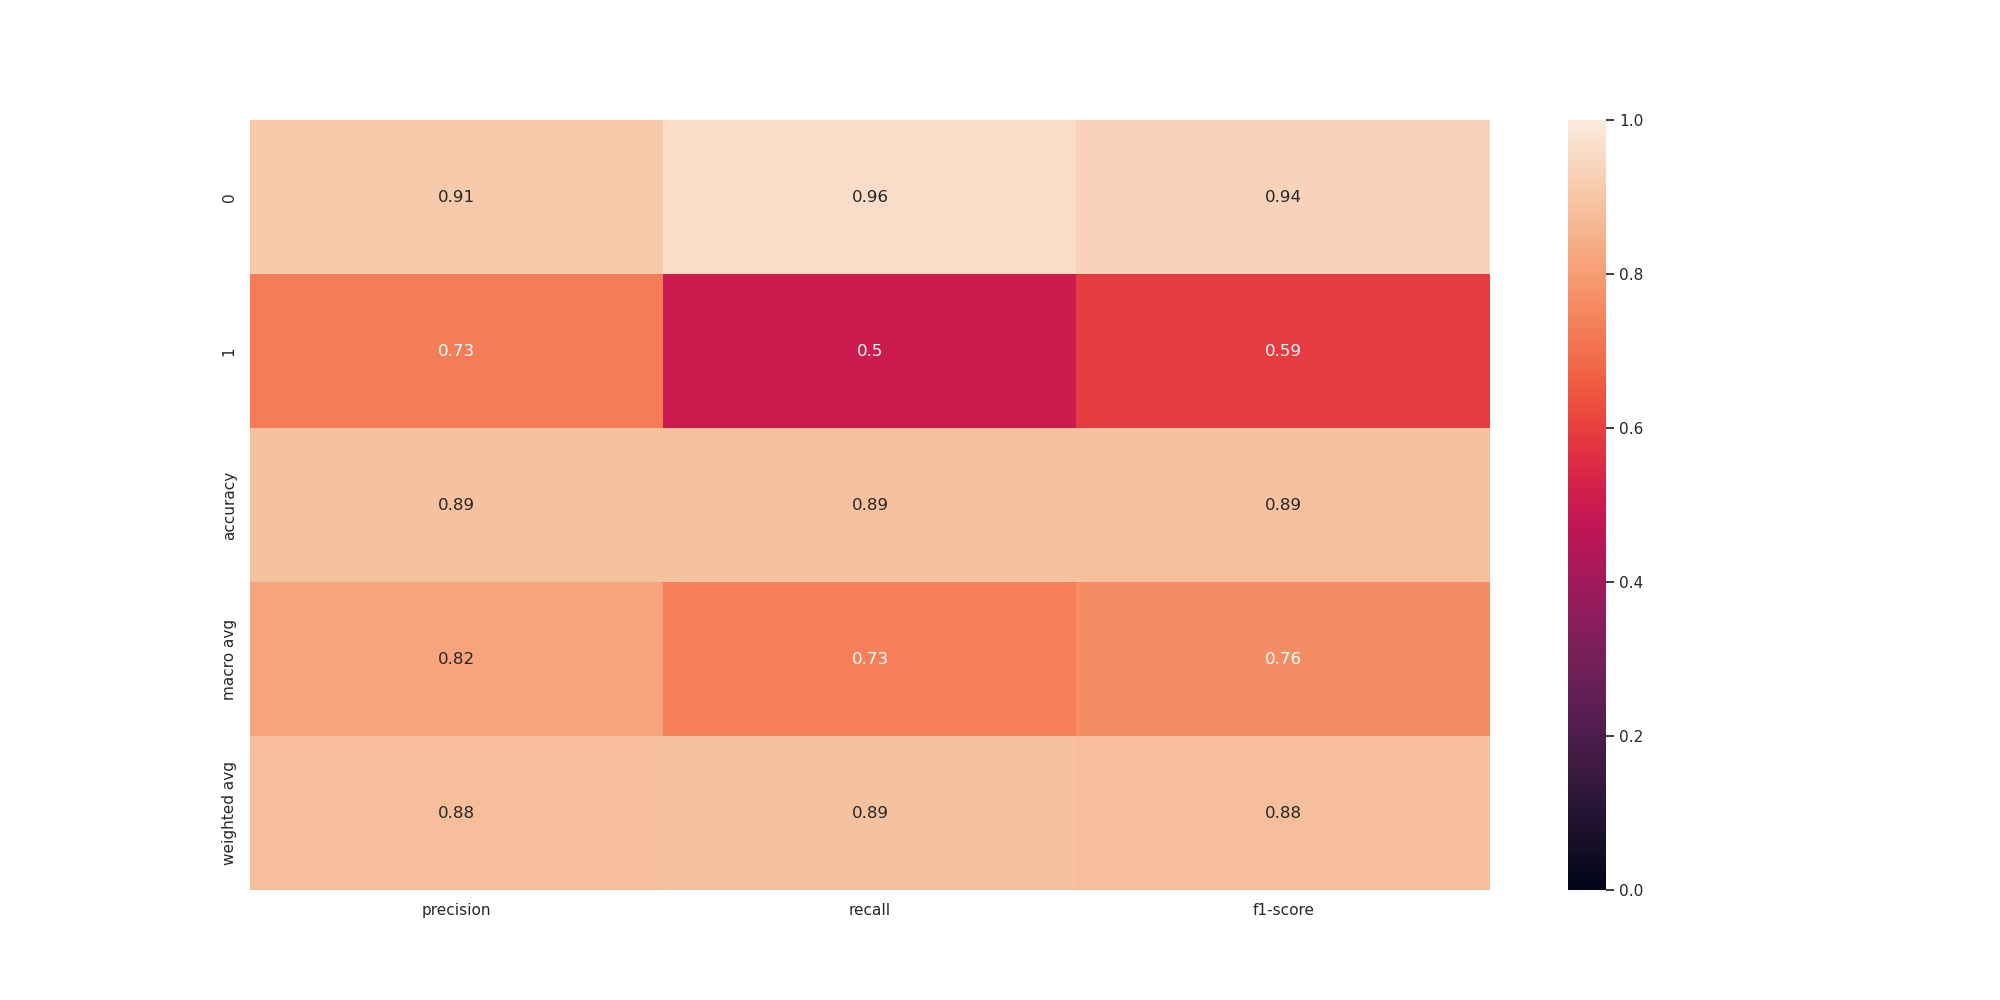 0 0.91 0.96 0.94
1 0.73 0.5 0.59
accuracy 0.89 0.89 0.89
macro avg 0.82 0.73 0.76
weighted avg 0.88 0.89 0.88
precision recall f1-score
1.0
0.8
0.6
0.4
0.2
0.0